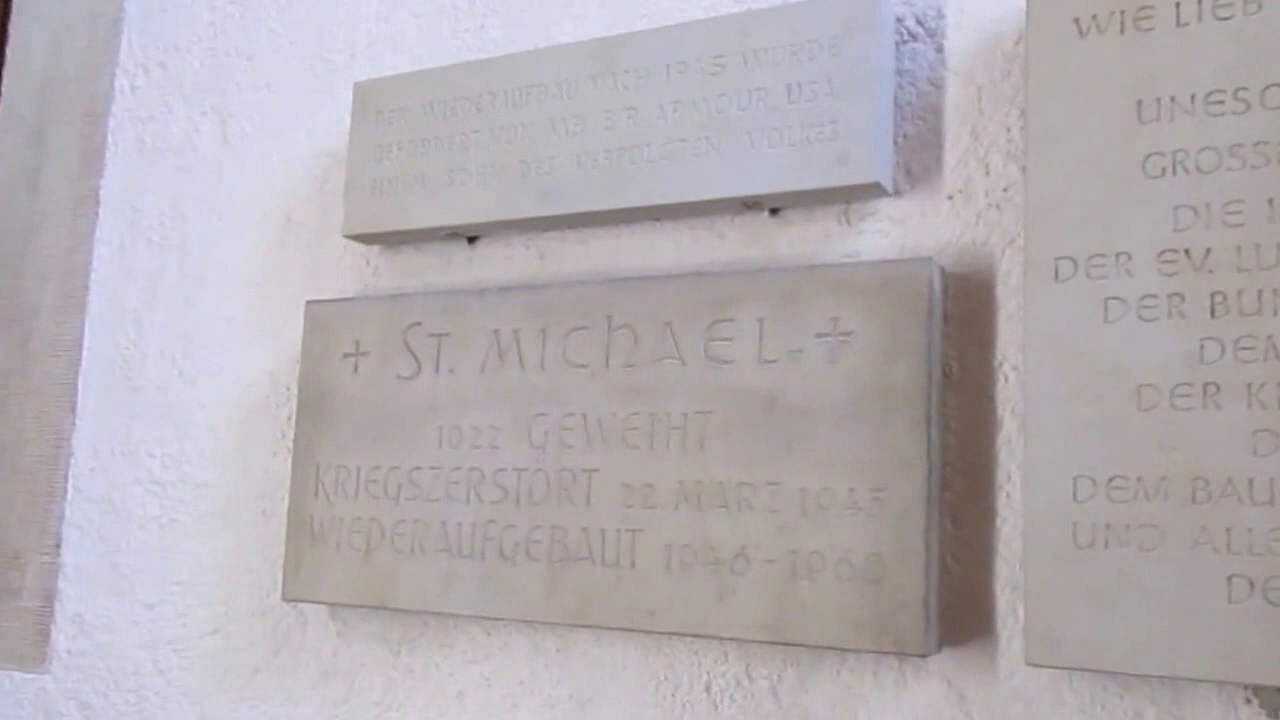 DER WIEDERAUFBAU NACH 1945 WURDE
GEFÖRDERT VON MR. ARMOUR, USA
EINEM SOHN DES VERFOLGTEN VOLKES
+ ST. MICHAEL. +
1022 GEWEIHT
KRIEGSZERSTÖRT 22. MÄRZ 1945
WIEDERAUFGEBAUT 1946-1960
WIE LIEB
UNESC
GROSS
DIE
DER EV. LU
DER BU
DEM
DER K
D
DEM BAU
UND ALLE
DE